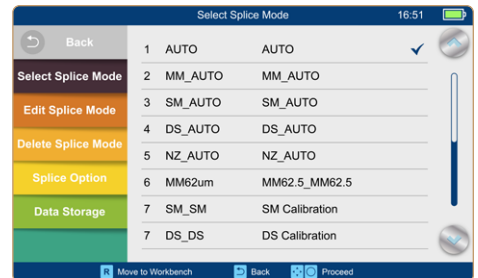 Select Splice Mode 16:51
Back
Select Splice Mode
Edit Splice Mode
Delete Splice Mode
Splice Option
Data Storage
1 AUTO AUTO
2 MM_AUTO MM_AUTO
3 SM_AUTO SM_AUTO
4 DS_AUTO DS_AUTO
5 NZ_AUTO NZ_AUTO
6 MM62um MM62.5_MM62.5
7 SM_SM SM Calibration
7 DS_DS DS Calibration
R Move to Workbench Back Proceed